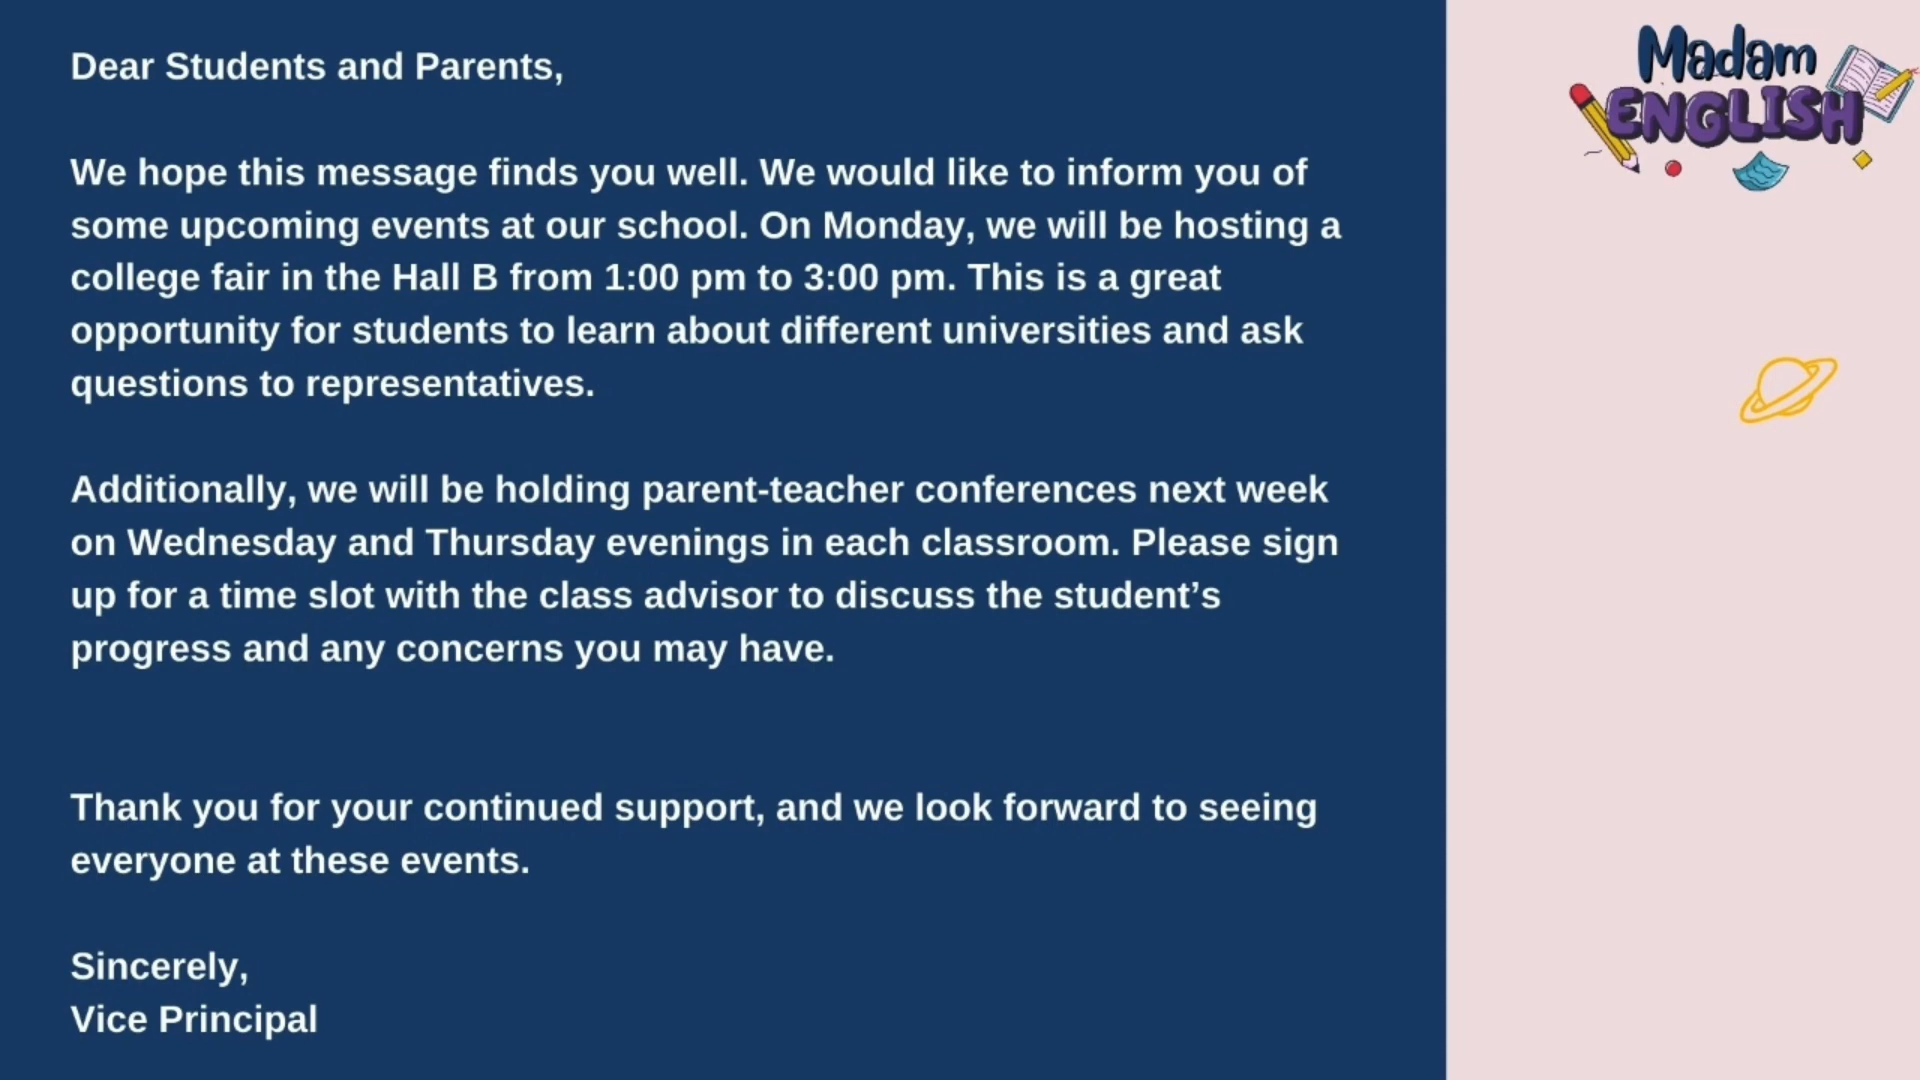 Dear Students and Parents,
We hope this message finds you well. We would like to inform you of
some upcoming events at our school. On Monday, we will be hosting a
college fair in the Hall B from 1:00 pm to 3:00 pm. This is a great
opportunity for students to learn about different universities and ask
questions to representatives.
Additionally, we will be holding parent-teacher conferences next week
on Wednesday and Thursday evenings in each classroom. Please sign
up for a time slot with the class advisor to discuss the student’s
progress and any concerns you may have.
Thank you for your continued support, and we look forward to seeing
everyone at these events.
Sincerely,
Vice Principal
Madam
ENGLISH